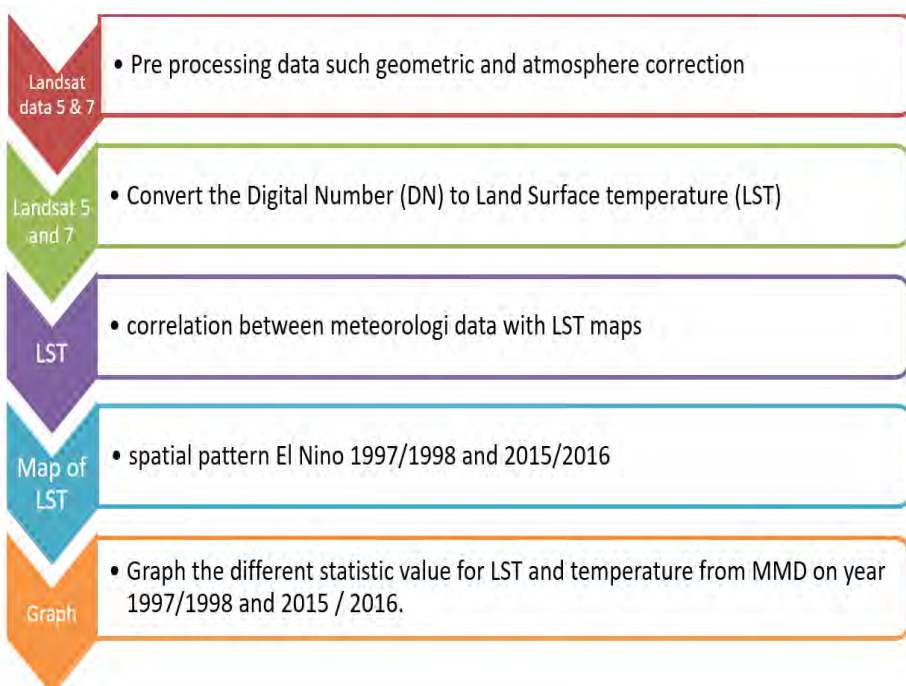 Landsat
data 5 & 7
• Pre processing data such geometric and atmosphere correction
Landsat 5
and 7
• Convert the Digital Number (DN) to Land Surface temperature (LST)
LST
• correlation between meteorologi data with LST maps
Map of
LST
• spatial pattern El Nino 1997/1998 and 2015/2016
Graph
• Graph the different statistic value for LST and temperature from MMD on year
1997/1998 and 2015 / 2016.